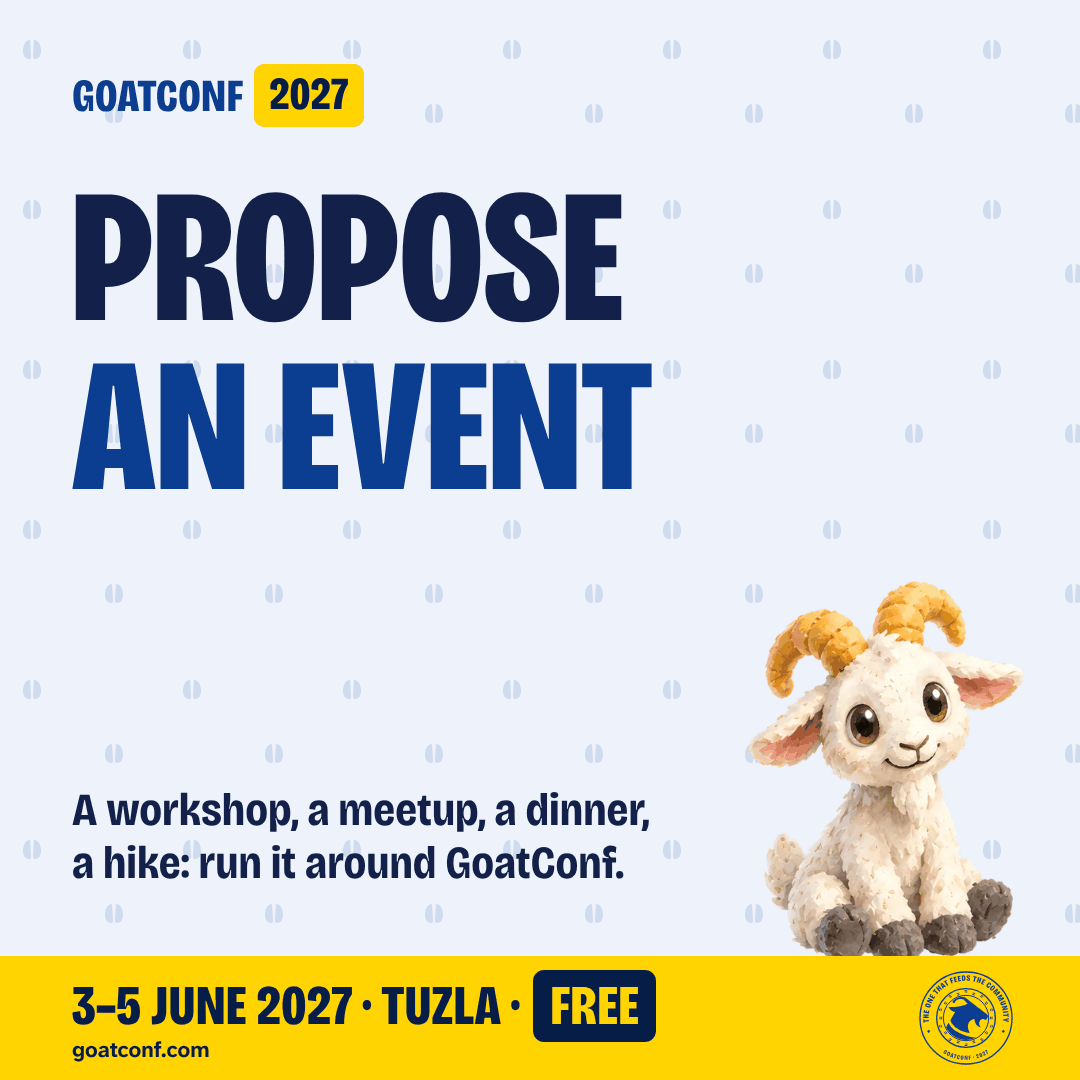 GOATCONF 2027
PROPOSE
AN EVENT
A workshop, a meetup, a dinner,
a hike: run it around GoatConf.
3–5 JUNE 2027 · TUZLA · FREE
goatconf.com
THE ONE THAT FEEDS THE COMMUNITY
GOATCONF · 2027